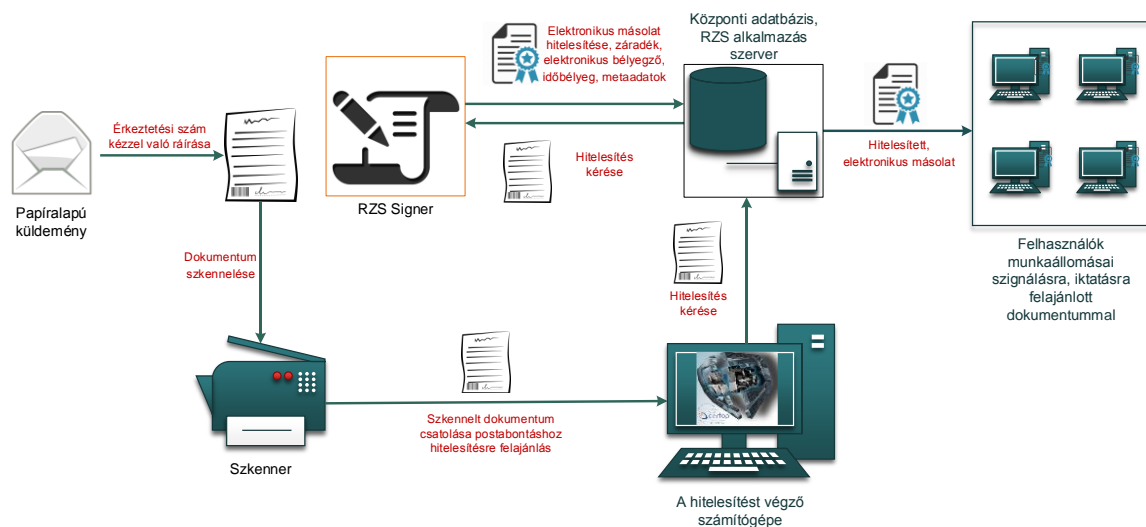 Elektronikus másolat
hitelesítése, záradék,
elektronikus bélyegző,
időbélyeg, metaadatok
Központi adatbázis,
RZS alkalmazás
szerver
Érkeztetési szám
kézzel való ráírása
Hitelesítés
kérése
Hitelesített,
elektronikus másolat
Papíralapú
küldemény
RZS Signer
Dokumentum
szkennelése
Hitelesítés
kérése
Felhasználók
munkaállomásai
szignálásra, iktatásra
felajánlott
dokumentummal
Szkennelt dokumentum
csatolása postabontáshoz
hitelesítésre felajánlás
Szkenner
certop
A hitelesítést végző
számítógépe